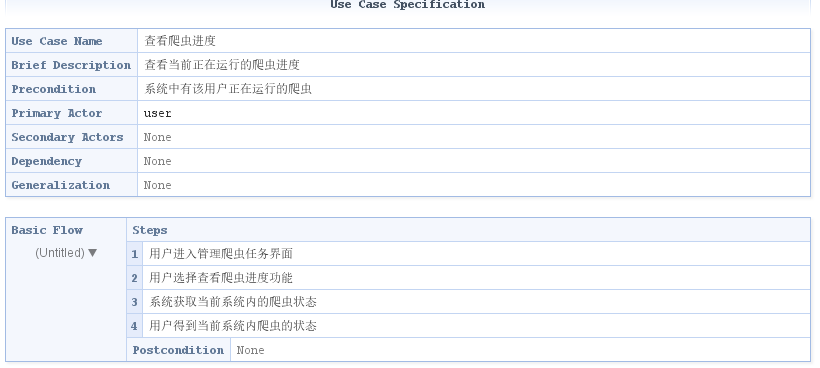 Use Case Specification
Use Case Name 查看爬虫进度
Brief Description 查看当前正在运行的爬虫进度
Precondition 系统中有该用户正在运行的爬虫
Primary Actor user
Secondary Actors None
Dependency None
Generalization None
Basic Flow Steps
(Untitled) ▼
1 用户进入管理爬虫任务界面
2 用户选择查看爬虫进度功能
3 系统获取当前系统内的爬虫状态
4 用户得到当前系统内爬虫的状态
Postcondition None